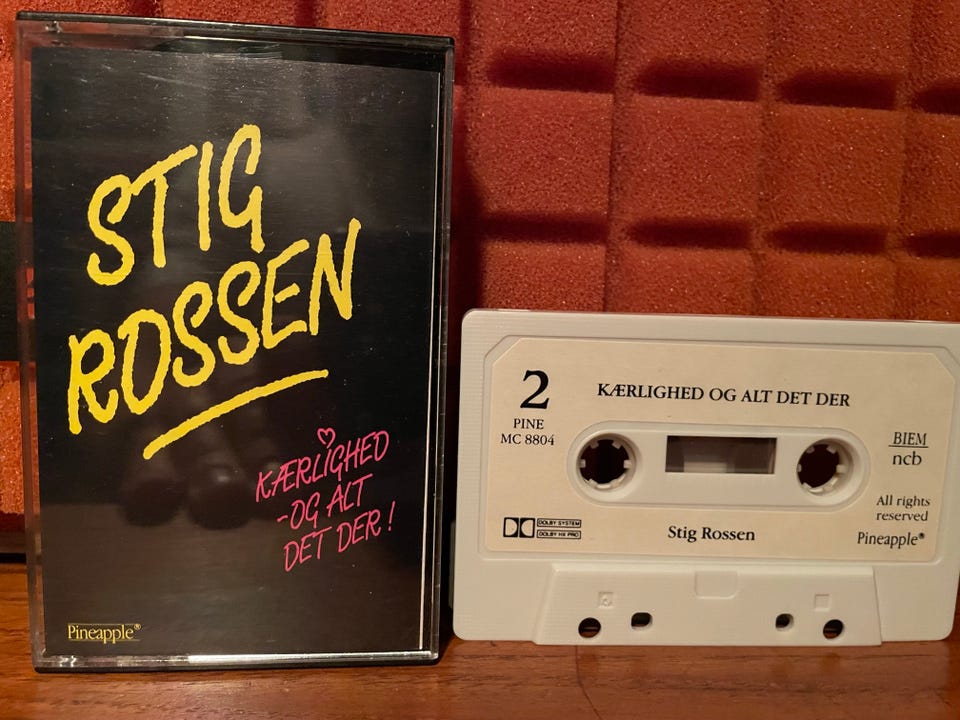 STIG
ROSSEN
KÆRLIGHED
-OG ALT
DET DER!
Pineapple®
2
PINE
MC 8804
KÆRLIGHED OG ALT DET DER
BIEM
ncb
All rights
reserved
Pineapple®
DOLBY SYSTEM
DOLBY HX PRO
Stig Rossen